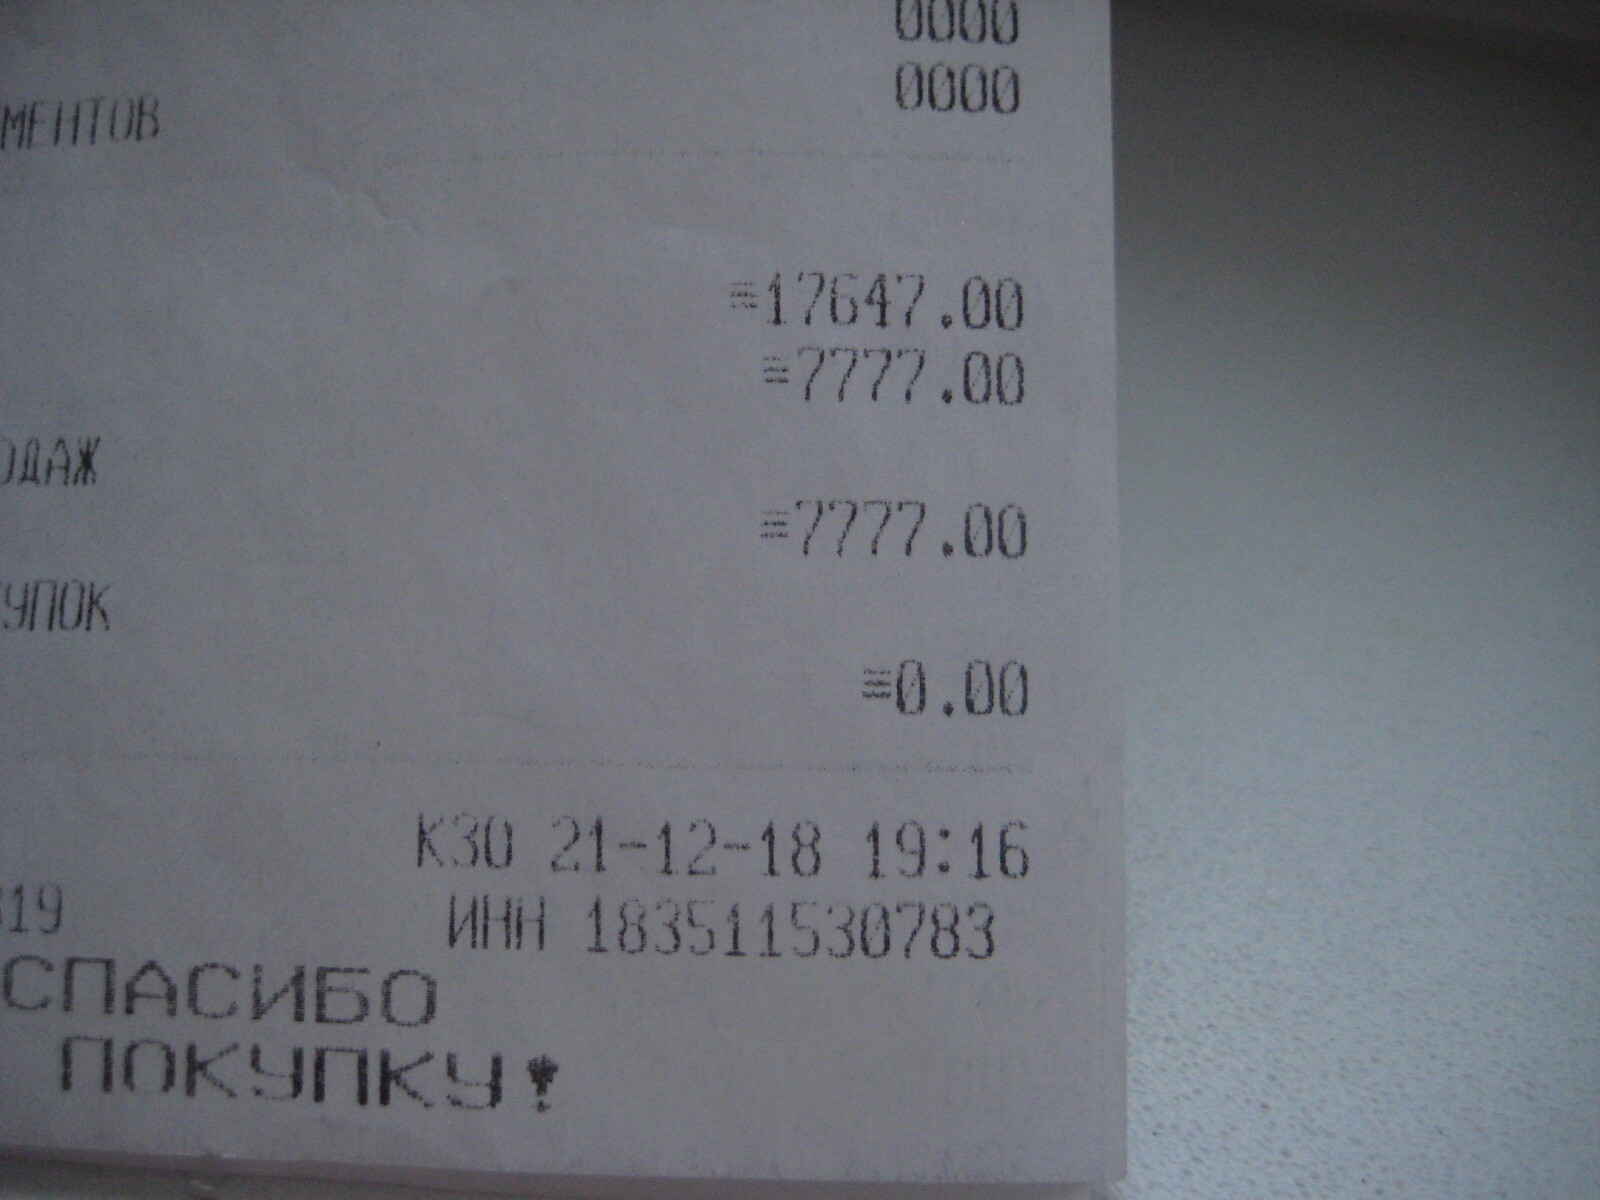 0000
0000
МЕНТОВ
≡17647.00
≡7777.00
ОДАЖ
≡7777.00
УПОК
≡0.00
КЗО 21-12-18 19:16
19 ИНН 183511530783
СПАСИБО
ПОКУПКУ!